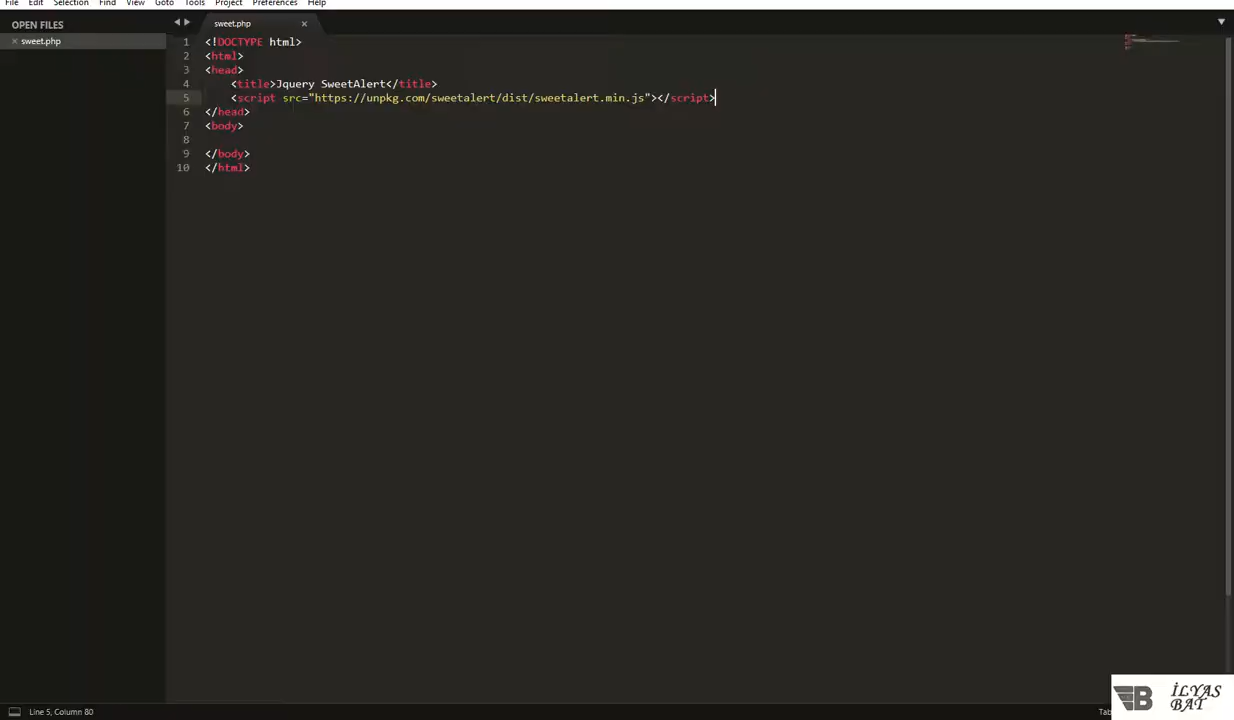 File Edit Selection Find View Goto Tools Project Preferences Help
OPEN FILES
× sweet.php
sweet.php ×
1 <!DOCTYPE html>
2 <html>
3 <head>
4 <title>Jquery SweetAlert</title>
5 <script src="https://unpkg.com/sweetalert/dist/sweetalert.min.js"></script>
6 </head>
7 <body>
8
9 </body>
10 </html>
Line 5, Column 80
B
İLYAS
BAT